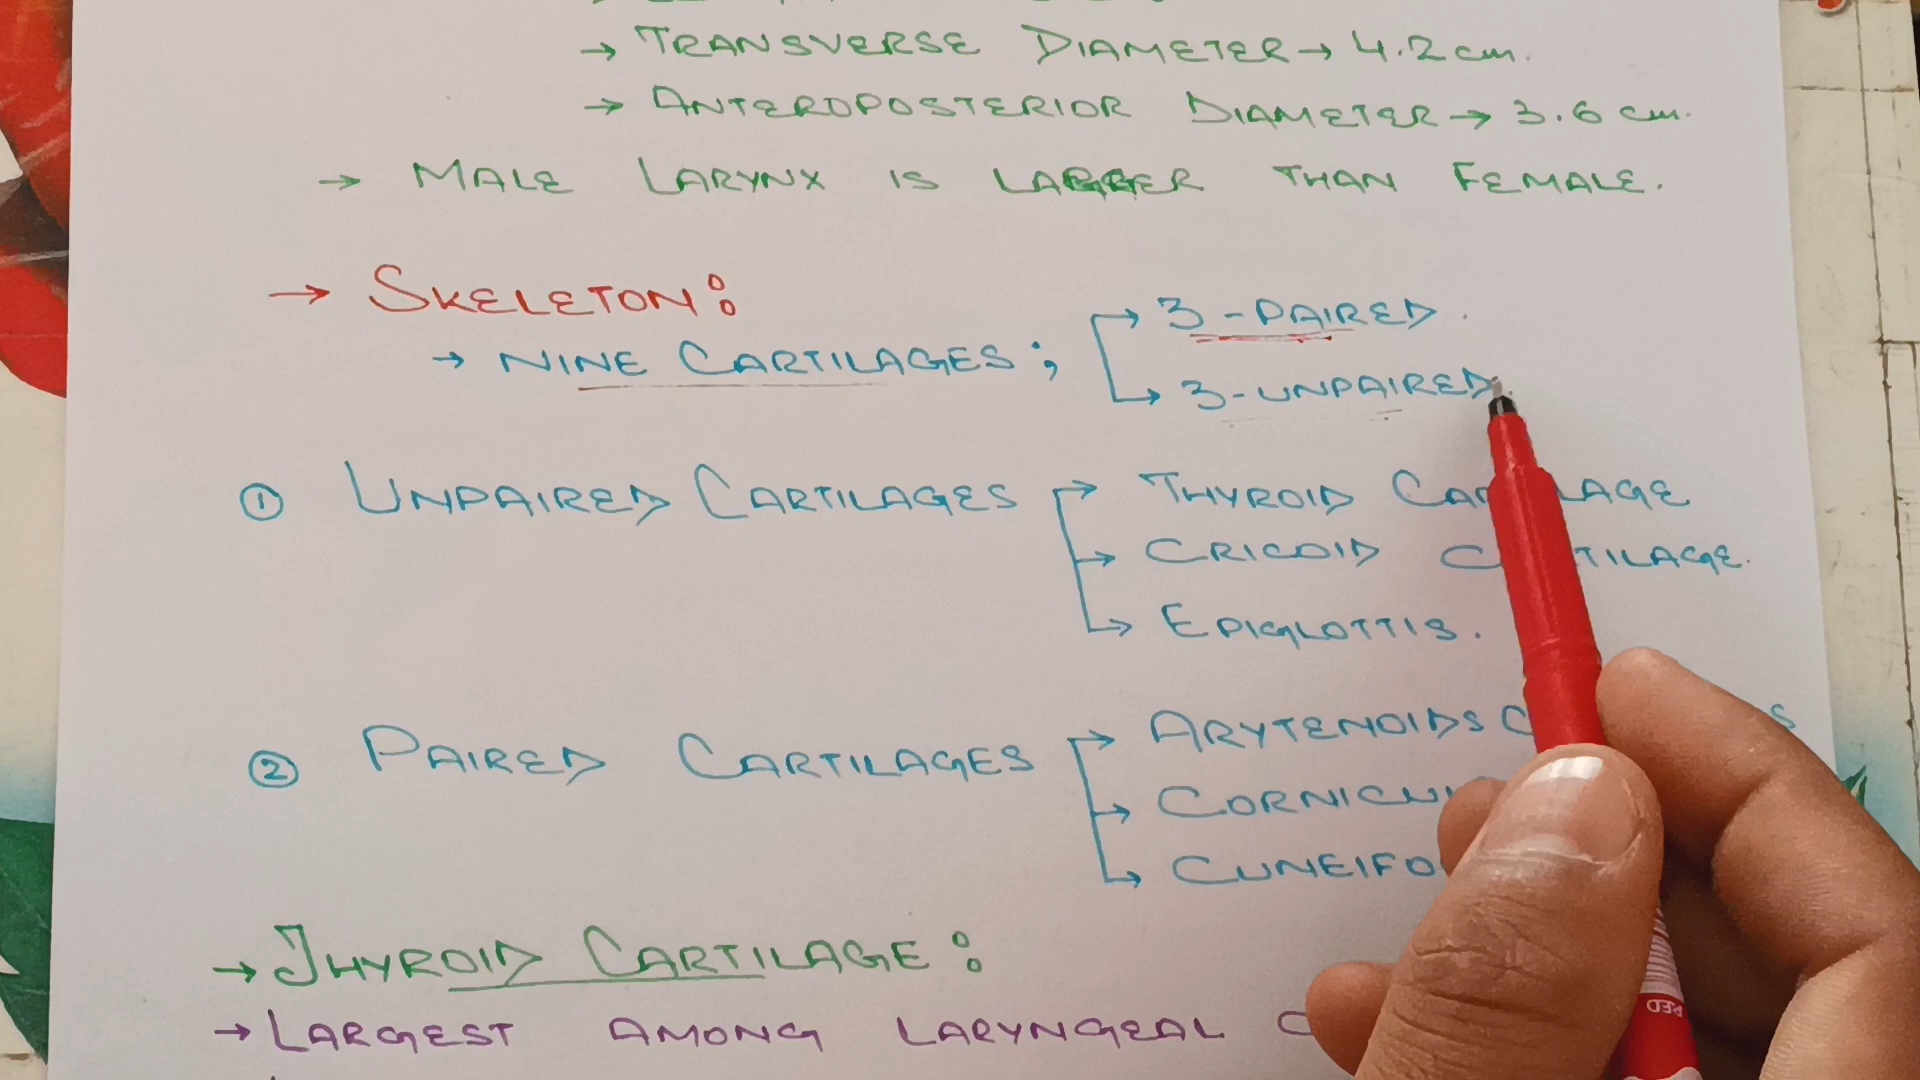 → TRANSVERSE DIAMETER → 4.2 cm.
→ ANTEROPOSTERIOR DIAMETER → 3.6 cm.
→ MALE LARYNX IS LARGER THAN FEMALE.
→ SKELETON:
→ NINE CARTILAGES; → 3-PAIRED.
→ 3-UNPAIRED.
① UNPAIRED CARTILAGES → THYROID
→ CRICOID
→ EPIGLOTTIS.
② PAIRED CARTILAGES → ARYTENOIDS
→ THYROID CARTILAGE:
→ LARGEST AMONG LARYNGEAL
RED